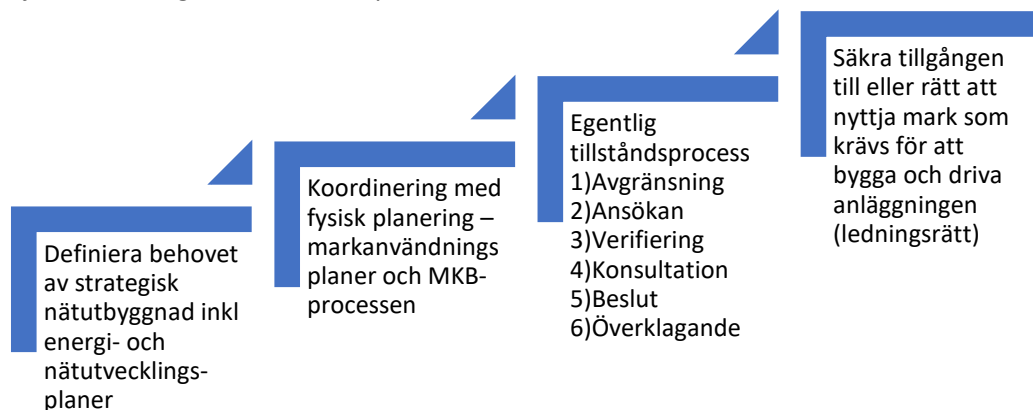 Definiera behovet
av strategisk
nätutbyggnad inkl
energi- och
nätutvecklings-
planer
Koordinering med
fysisk planering –
markanvändnings
planer och MKB-
processen
Egentlig
tillståndsprocess
1)Avgränsning
2)Ansökan
3)Verifiering
4)Konsultation
5)Beslut
6)Överklagande
Säkra tillgången
till eller rätt att
nyttja mark som
krävs för att
bygga och driva
anläggningen
(ledningsrätt)